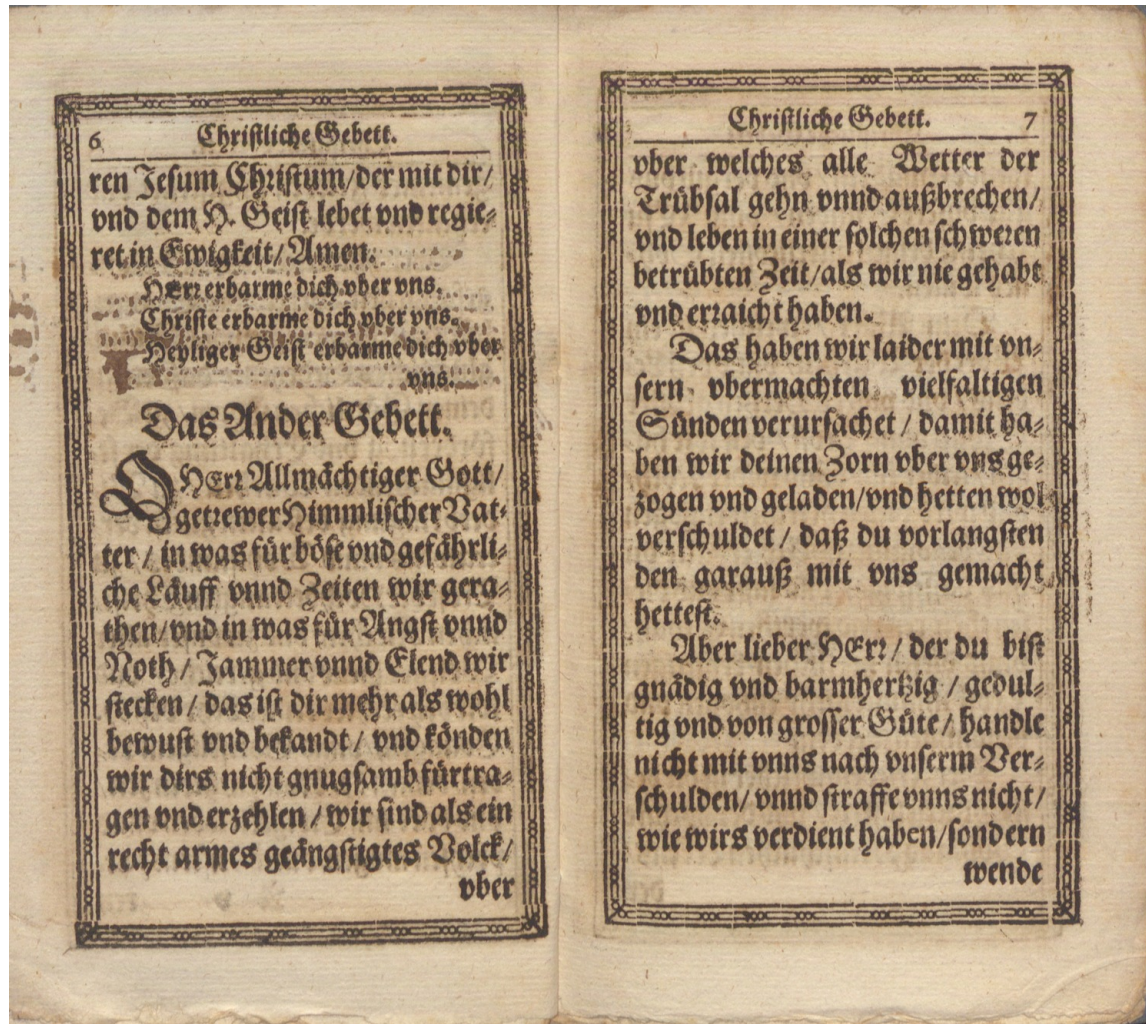 6 Christliche Gebett.
ren Jesum Christum/der mit dir/
vnd dem H. Geist lebet vnd regie-
ret in Ewigkeit/ Amen.
HErr erbarme dich vber vns.
Christe erbarme dich vber vns.
Heyliger Geist erbarme dich vber
vns.
Das Ander Gebett.
O HErr Allmächtiger Gott/
getrewer Himmlischer Vat-
ter / in was für böse vnd gefährli-
che Läuff vnnd Zeiten wir gera-
then/vnd in was für Angst vnnd
Noth / Jammer vnnd Elend wir
stecken / das ist dir mehr als wohl
bewust vnd bekandt / vnd könden
wir dirs nicht gnugsamb fürtra-
gen vnd erzehlen / wir sind als ein
recht armes geängstigtes Volck/
vber
Christliche Gebett. 7
vber welches alle Wetter der
Trübsal gehn vnnd außbrechen/
vnd leben in einer solchen schweren
betrübten Zeit/als wir nie gehabt
vnd erraicht haben.
Das haben wir laider mit vn-
sern vbermachten vielfaltigen
Sünden verursachet / damit ha-
ben wir deinen Zorn vber vns ge-
zogen vnd geladen/vnd hetten wol
verschuldet / daß du vorlangsten
den garauß mit vns gemacht
hettest.
Aber lieber HErr / der du bist
gnädig vnd barmhertzig / gedul-
tig vnd von grosser Güte / handle
nicht mit vnns nach vnserm Ver-
schulden/ vnnd straffe vnns nicht/
wie wirs verdient haben/sondern
wende